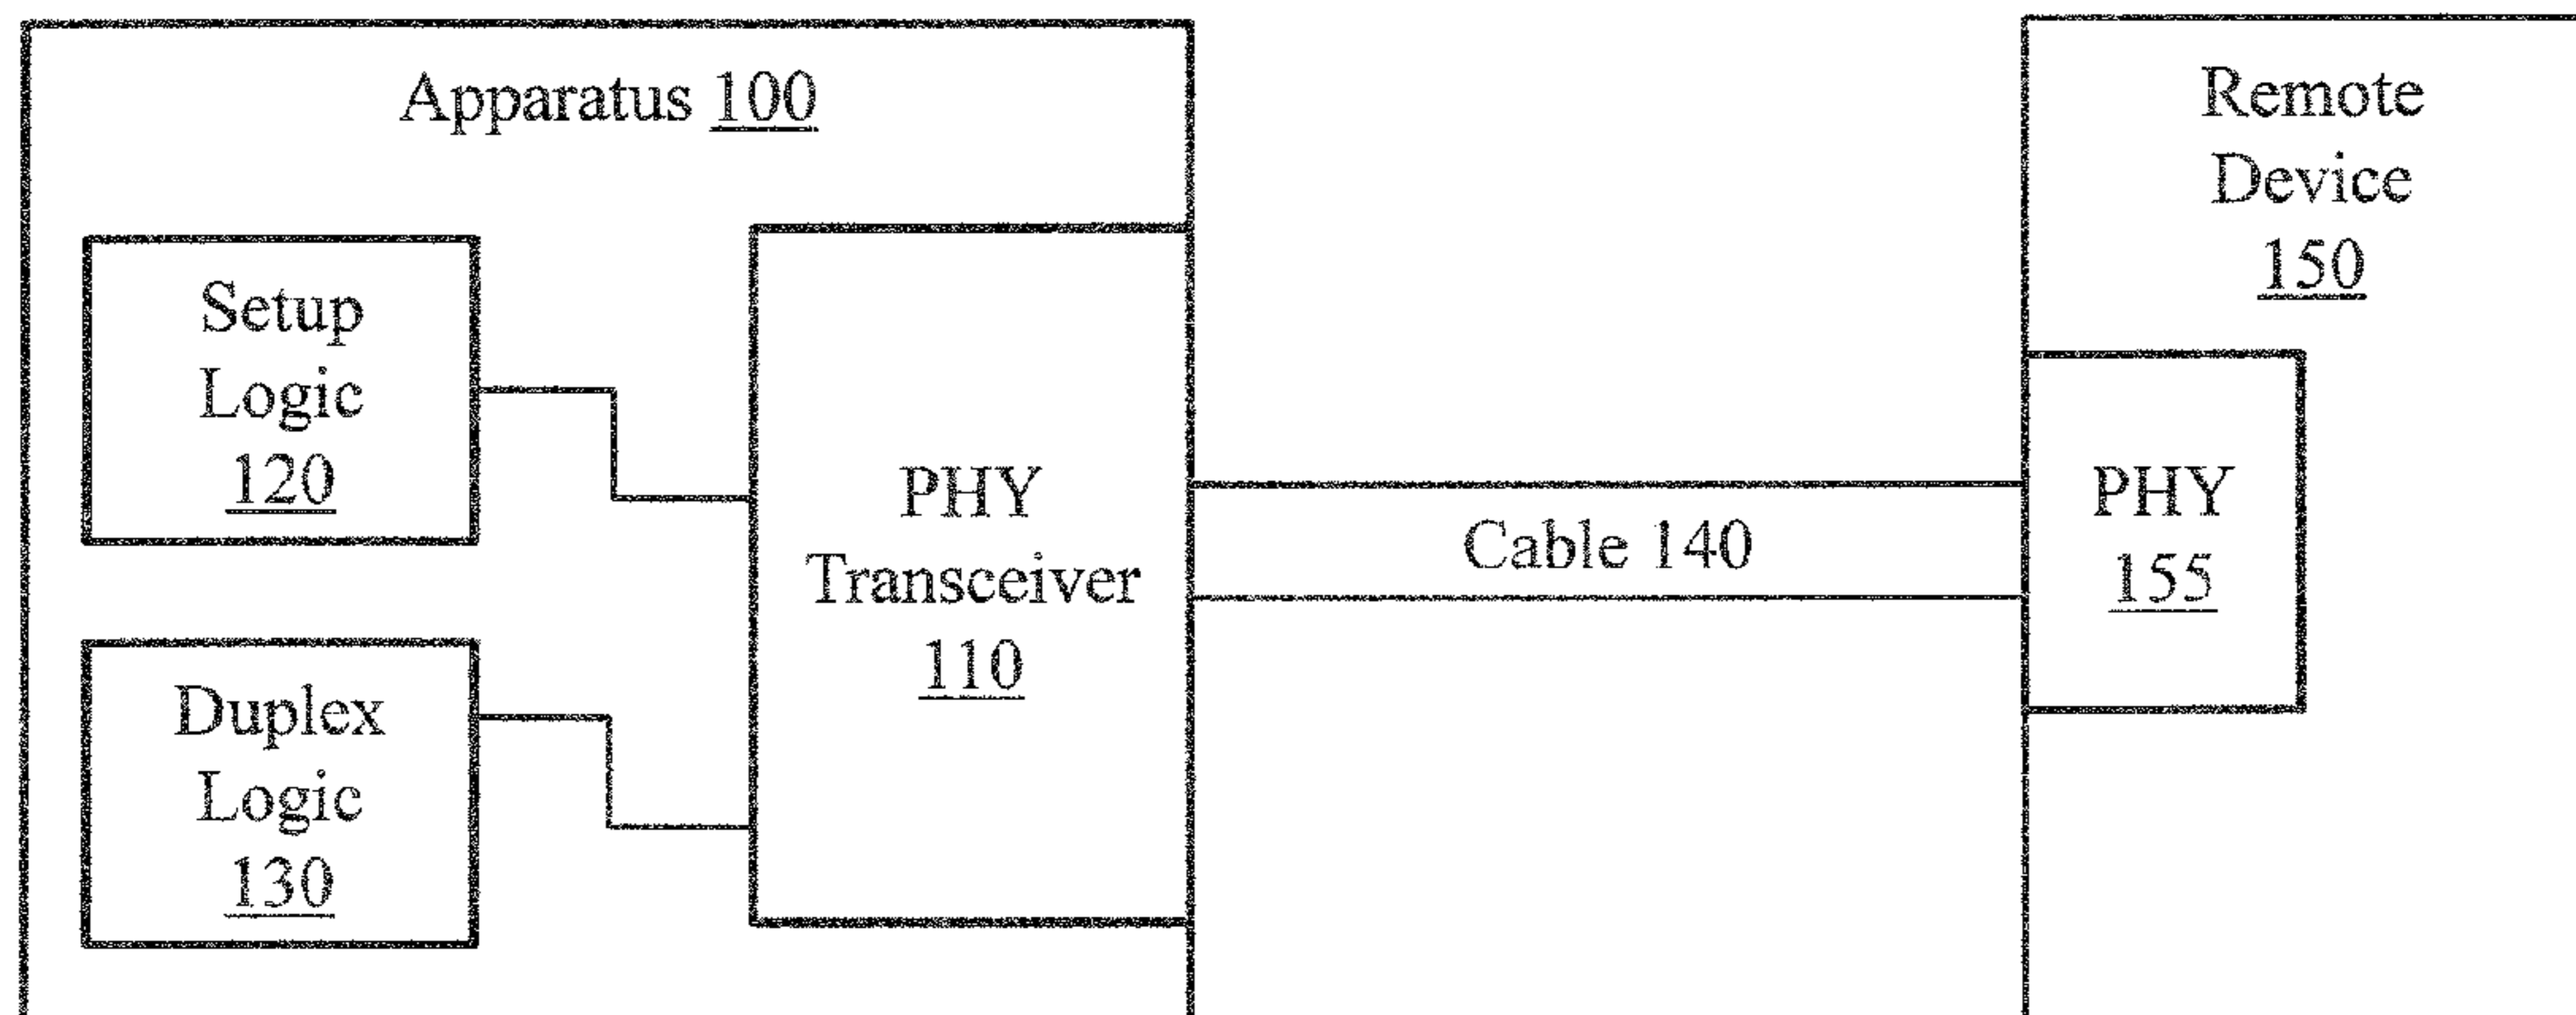 Apparatus 100
Setup
Logic
120
Duplex
Logic
130
PHY
Transceiver
110
Cable 140
Remote
Device
150
PHY
155